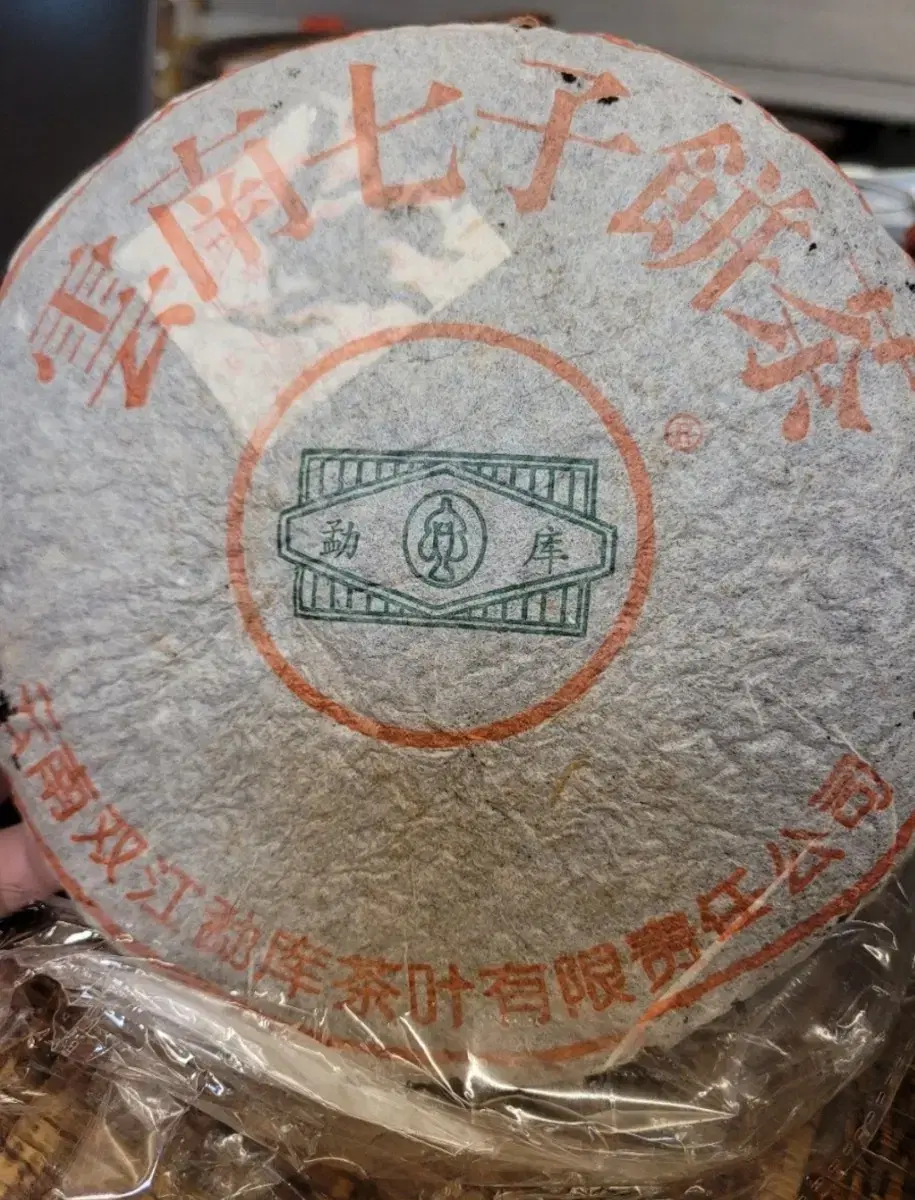 雲南七子餅茶
勐 库
云南双江勐库茶叶有限责任公司